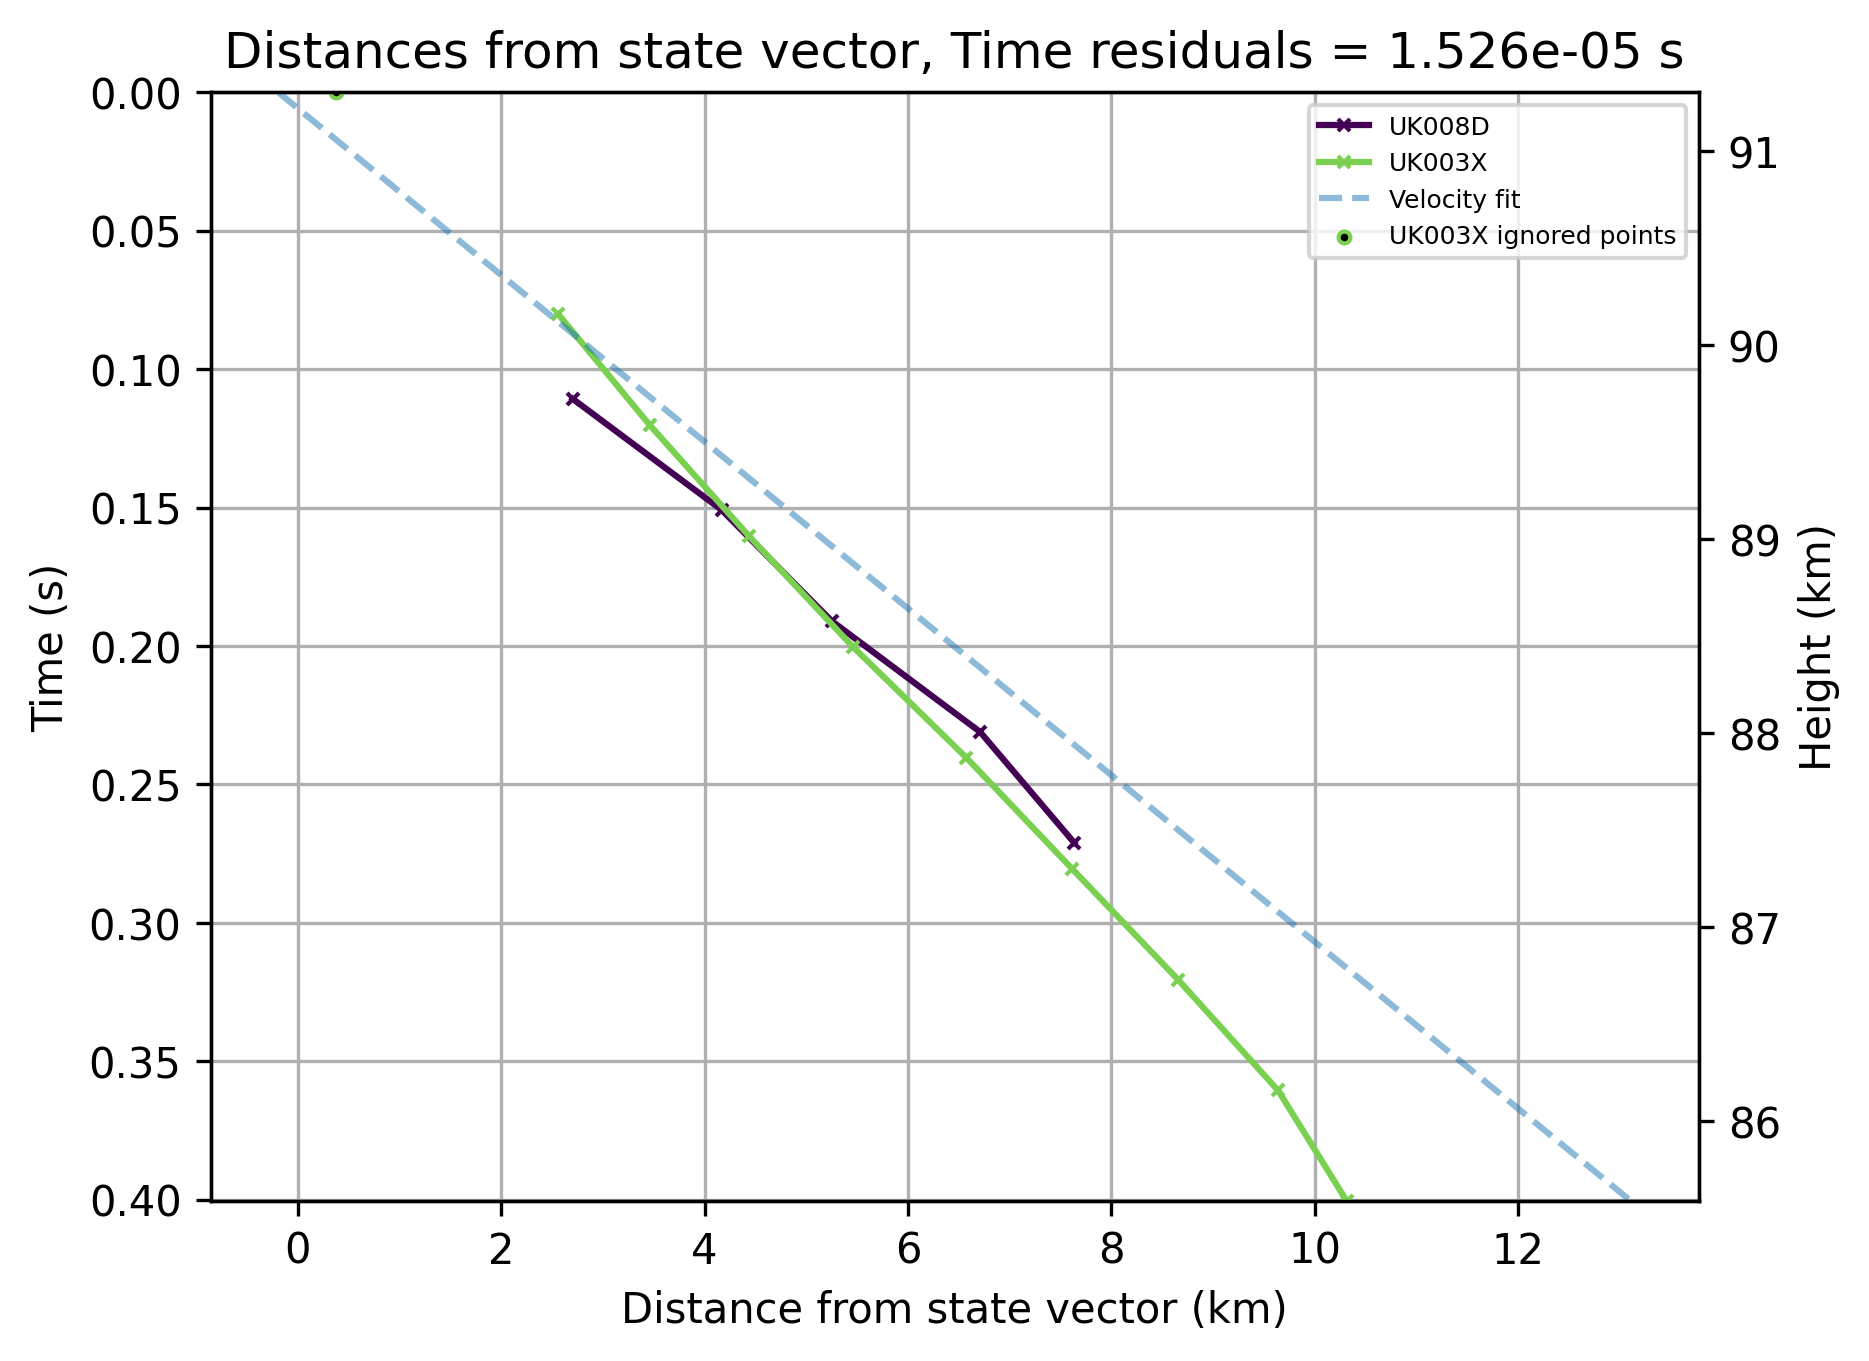 Distances from state vector, Time residuals = 1.526e-05 s
UK008D
UK003X
Velocity fit
UK003X ignored points
Time (s)
0.00
0.05
0.10
0.15
0.20
0.25
0.30
0.35
0.40
91
90
89
88
87
86
Height (km)
0 2 4 6 8 10 12
Distance from state vector (km)